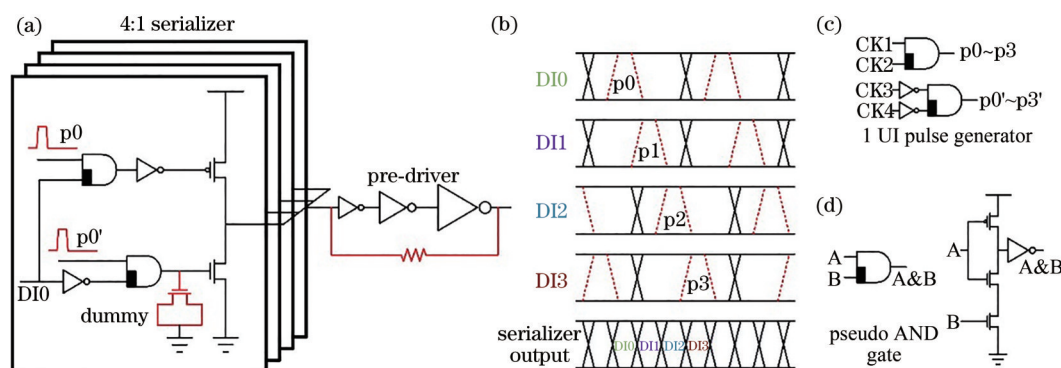 (a)
4:1 serializer
p0
p0'
DI0
dummy
pre-driver
(b)
DI0
p0
DI1
p1
DI2
p2
DI3
p3
serializer
output
DI0 DI1 DI2 DI3
(c)
CK1
CK2
p0~p3
CK3
CK4
p0'~p3'
1 UI pulse generator
(d)
A
B
A&B
pseudo AND
gate
A
B
A&B